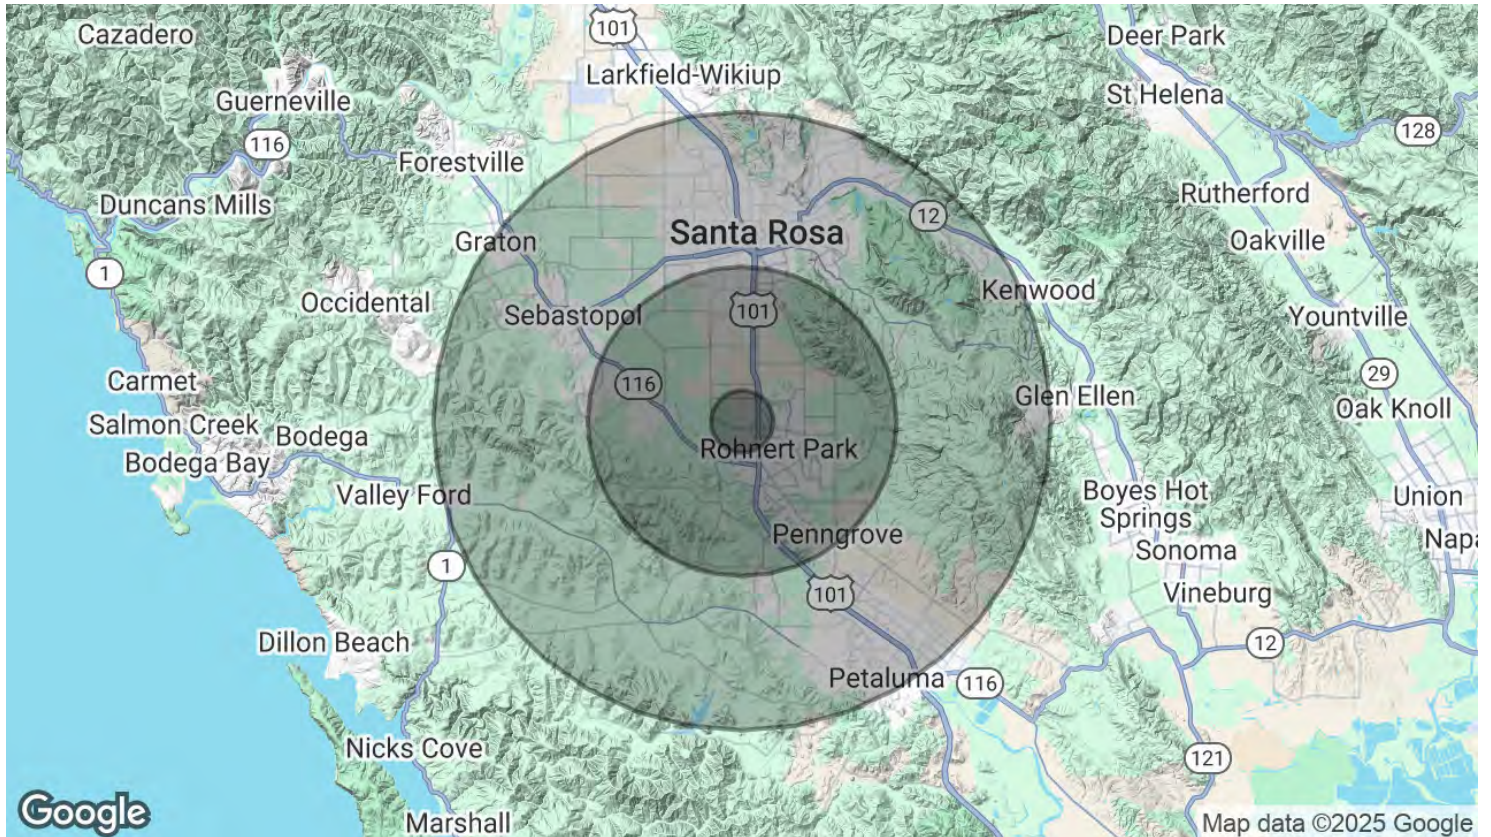 Cazadero
101
Deer Park
Larkfield-Wikiup
Guerneville
St Helena
116
128
Forestville
Duncans Mills
Rutherford
12
Santa Rosa
Graton
Oakville
1
Occidental
Kenwood
Sebastopol
101
Yountville
Carmet
116
29
Glen Ellen
Salmon Creek
Bodega
Oak Knoll
Bodega Bay
Rohnert Park
Valley Ford
Boyes Hot
Springs
Union
Penngrove
Sonoma
Napa
1
101
Vineburg
Dillon Beach
12
Petaluma
116
Nicks Cove
121
Google
Marshall
Map data ©2025 Google